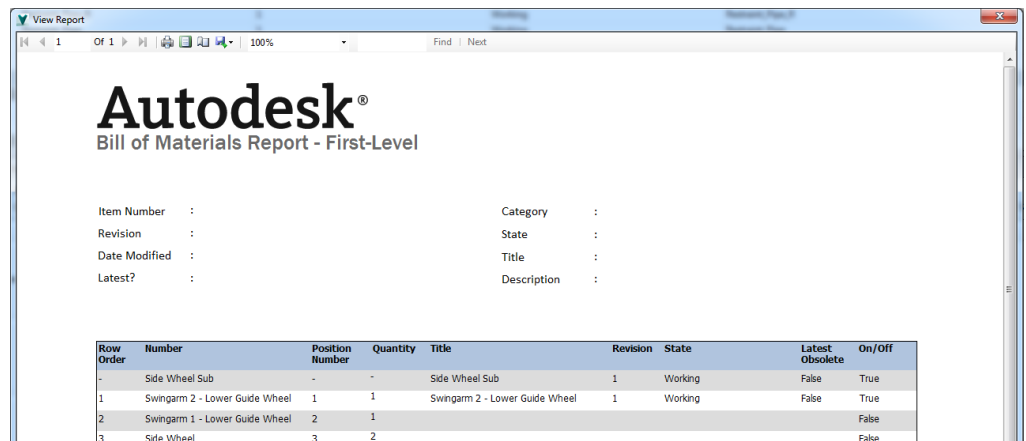 View Report
1 Of 1 100% Find | Next
Autodesk®
Bill of Materials Report - First-Level
Item Number : Category :
Revision : State :
Date Modified : Title :
Latest? : Description :
Row Order Number Position Number Quantity Title Revision State Latest Obsolete On/Off
- Side Wheel Sub - - Side Wheel Sub 1 Working False True
1 Swingarm 2 - Lower Guide Wheel 1 1 Swingarm 2 - Lower Guide Wheel 1 Working False True
2 Swingarm 1 - Lower Guide Wheel 2 1 False
3 Side Wheel 3 2 False